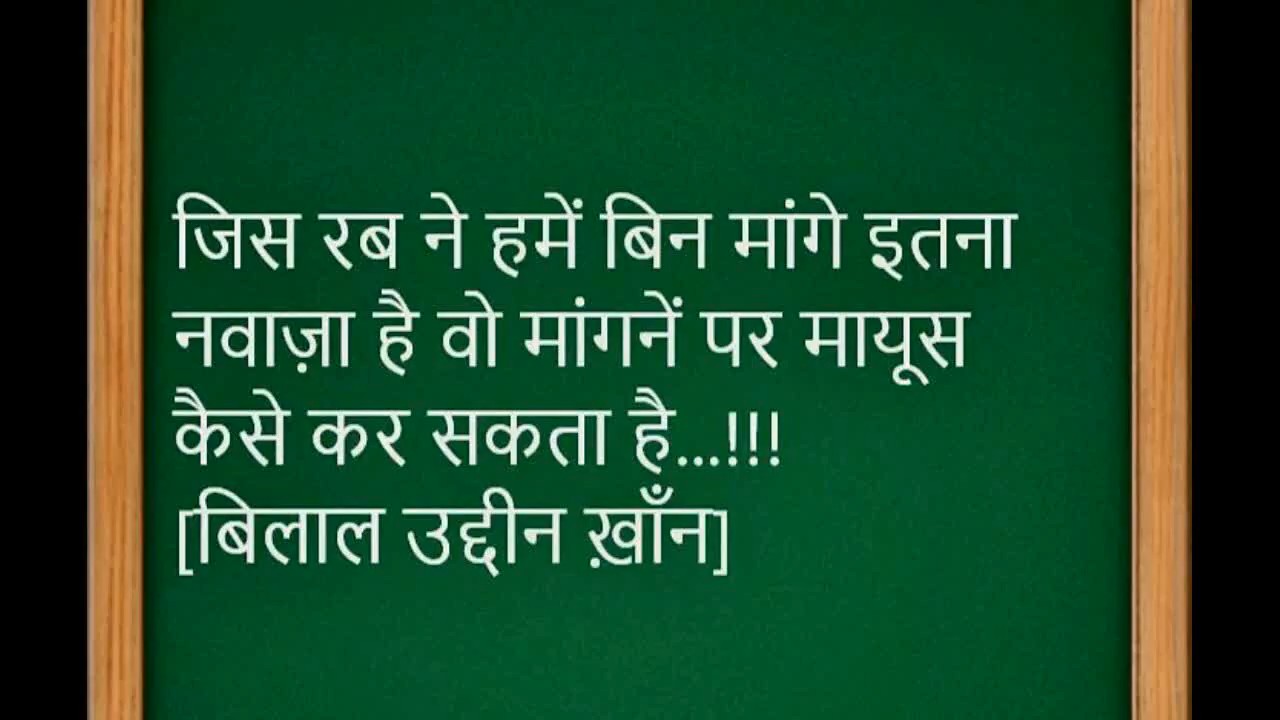 जिस रब ने हमें बिन मांगे इतना
नवाज़ा है वो मांगनें पर मायूस
कैसे कर सकता है...!!!
[बिलाल उद्दीन ख़ाँन]